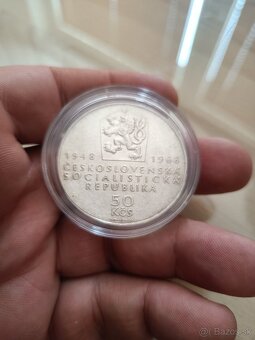 1948 1968
ČESKOSLOVENSKÁ
SOCIALISTICKÁ
REPUBLIKA
50
Kčs